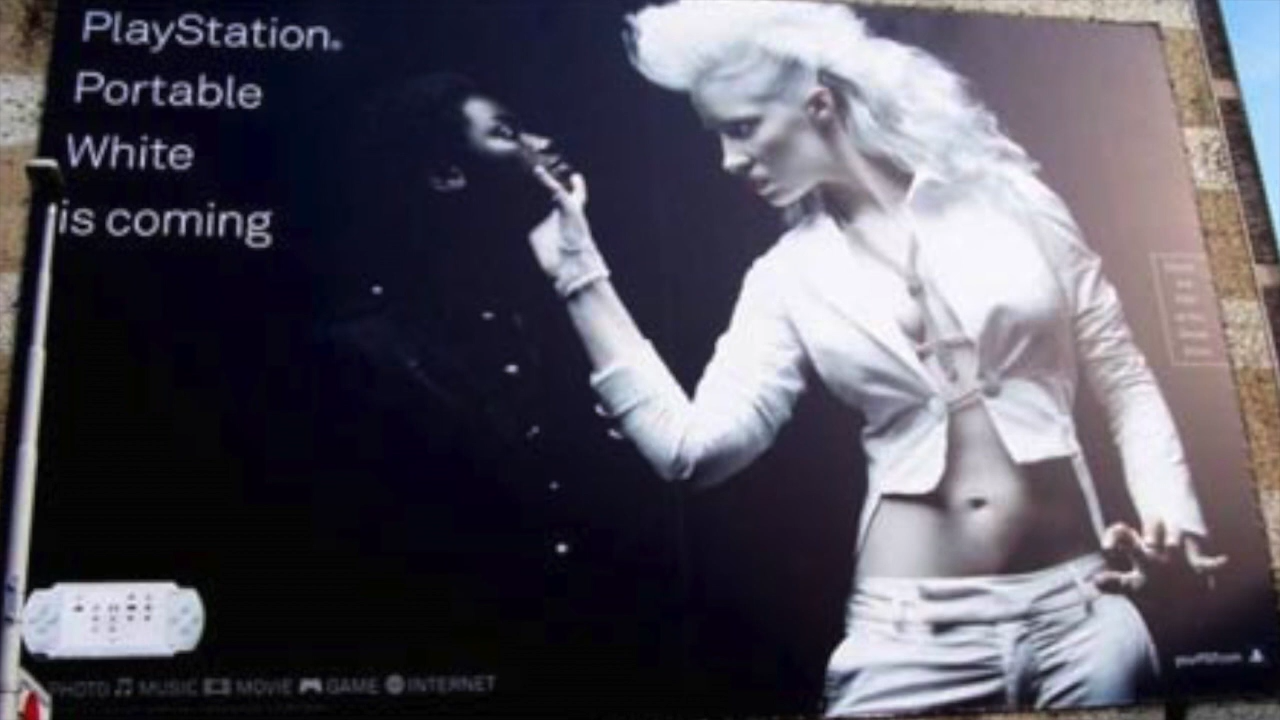 PlayStation®
Portable
White
is coming
PHOTO MUSIC MOVIE GAME INTERNET